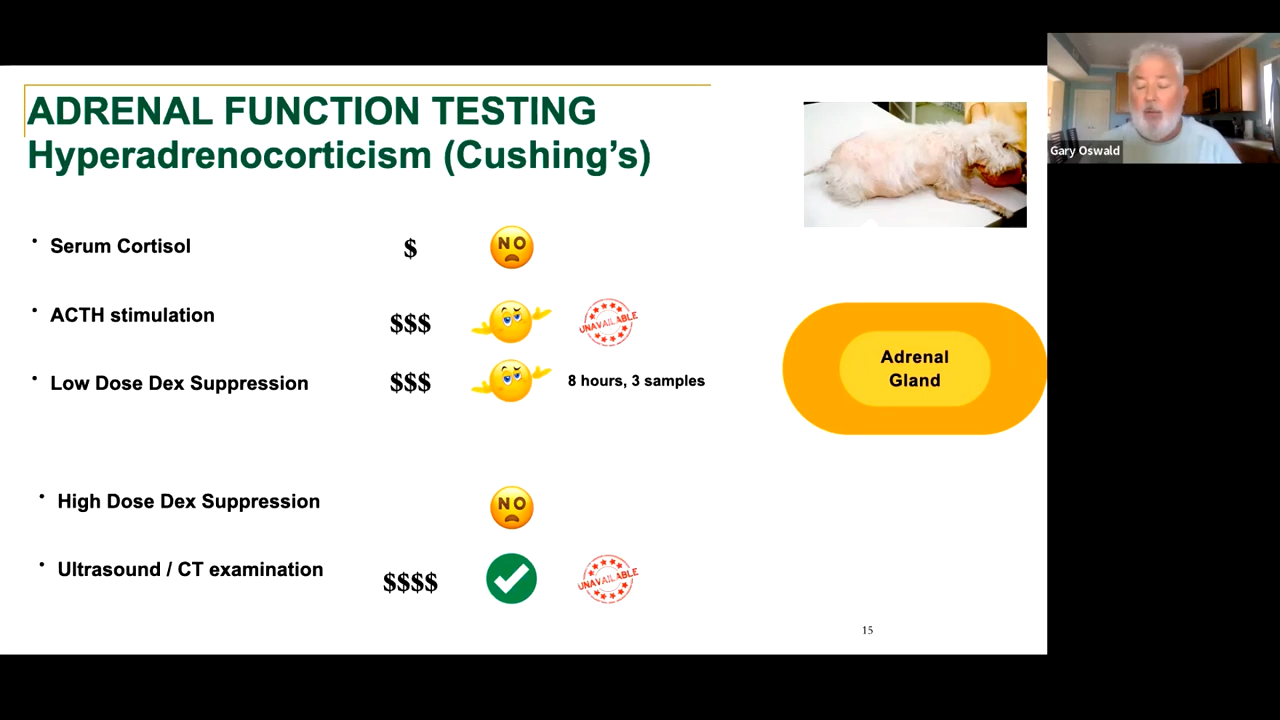 ADRENAL FUNCTION TESTING
Hyperadrenocorticism (Cushing’s)
Gary Oswald
• Serum Cortisol $ NO
• ACTH stimulation $$$ UNAVAILABLE
• Low Dose Dex Suppression $$$ 8 hours, 3 samples
Adrenal
Gland
• High Dose Dex Suppression NO
• Ultrasound / CT examination $$$$ UNAVAILABLE
15